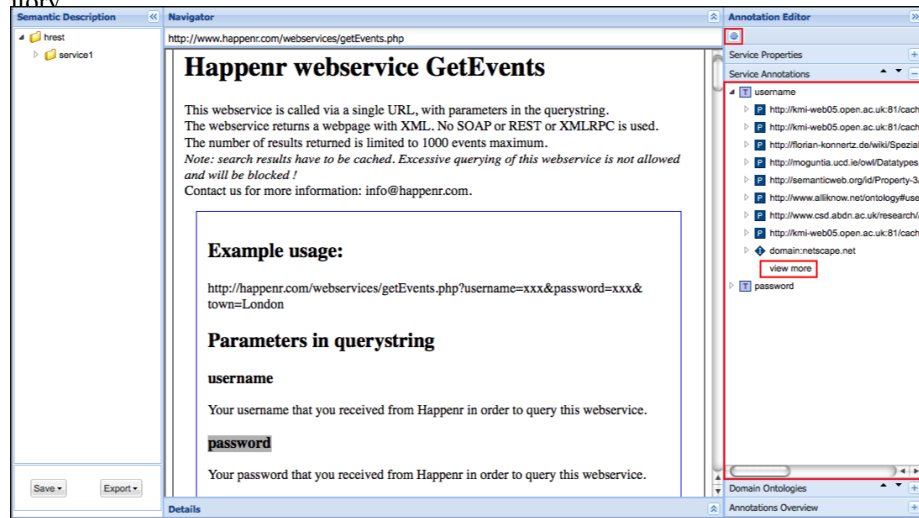 Semantic Description
hrest
service1
Save
Export
Navigator
http://www.happenr.com/webservices/getEvents.php
Happenr webservice GetEvents
This webservice is called via a single URL, with parameters in the querystring.
The webservice returns a webpage with XML. No SOAP or REST or XMLRPC is used.
The number of results returned is limited to 1000 events maximum.
Note: search results have to be cached. Excessive querying of this webservice is not allowed
and will be blocked !
Contact us for more information: info@happenr.com.
Example usage:
http://happenr.com/webservices/getEvents.php?username=xxx&password=xxx&
town=London
Parameters in querystring
username
Your username that you received from Happenr in order to query this webservice.
password
Your password that you received from Happenr in order to query this webservice.
Details
Annotation Editor
Service Properties
Service Annotations
T username
P http://kmi-web05.open.ac.uk:81/cach
P http://kmi-web05.open.ac.uk:81/cach
P http://florian-konnertz.de/wiki/Spezial
P http://moguntia.ucd.ie/owl/Datatypes
P http://semanticweb.org/id/Property-3/
P http://www.alliknow.net/ontology#use
P http://www.csd.abdn.ac.uk/research/
P http://kmi-web05.open.ac.uk:81/cach
I domain:netscape.net
view more
T password
Domain Ontologies
Annotations Overview